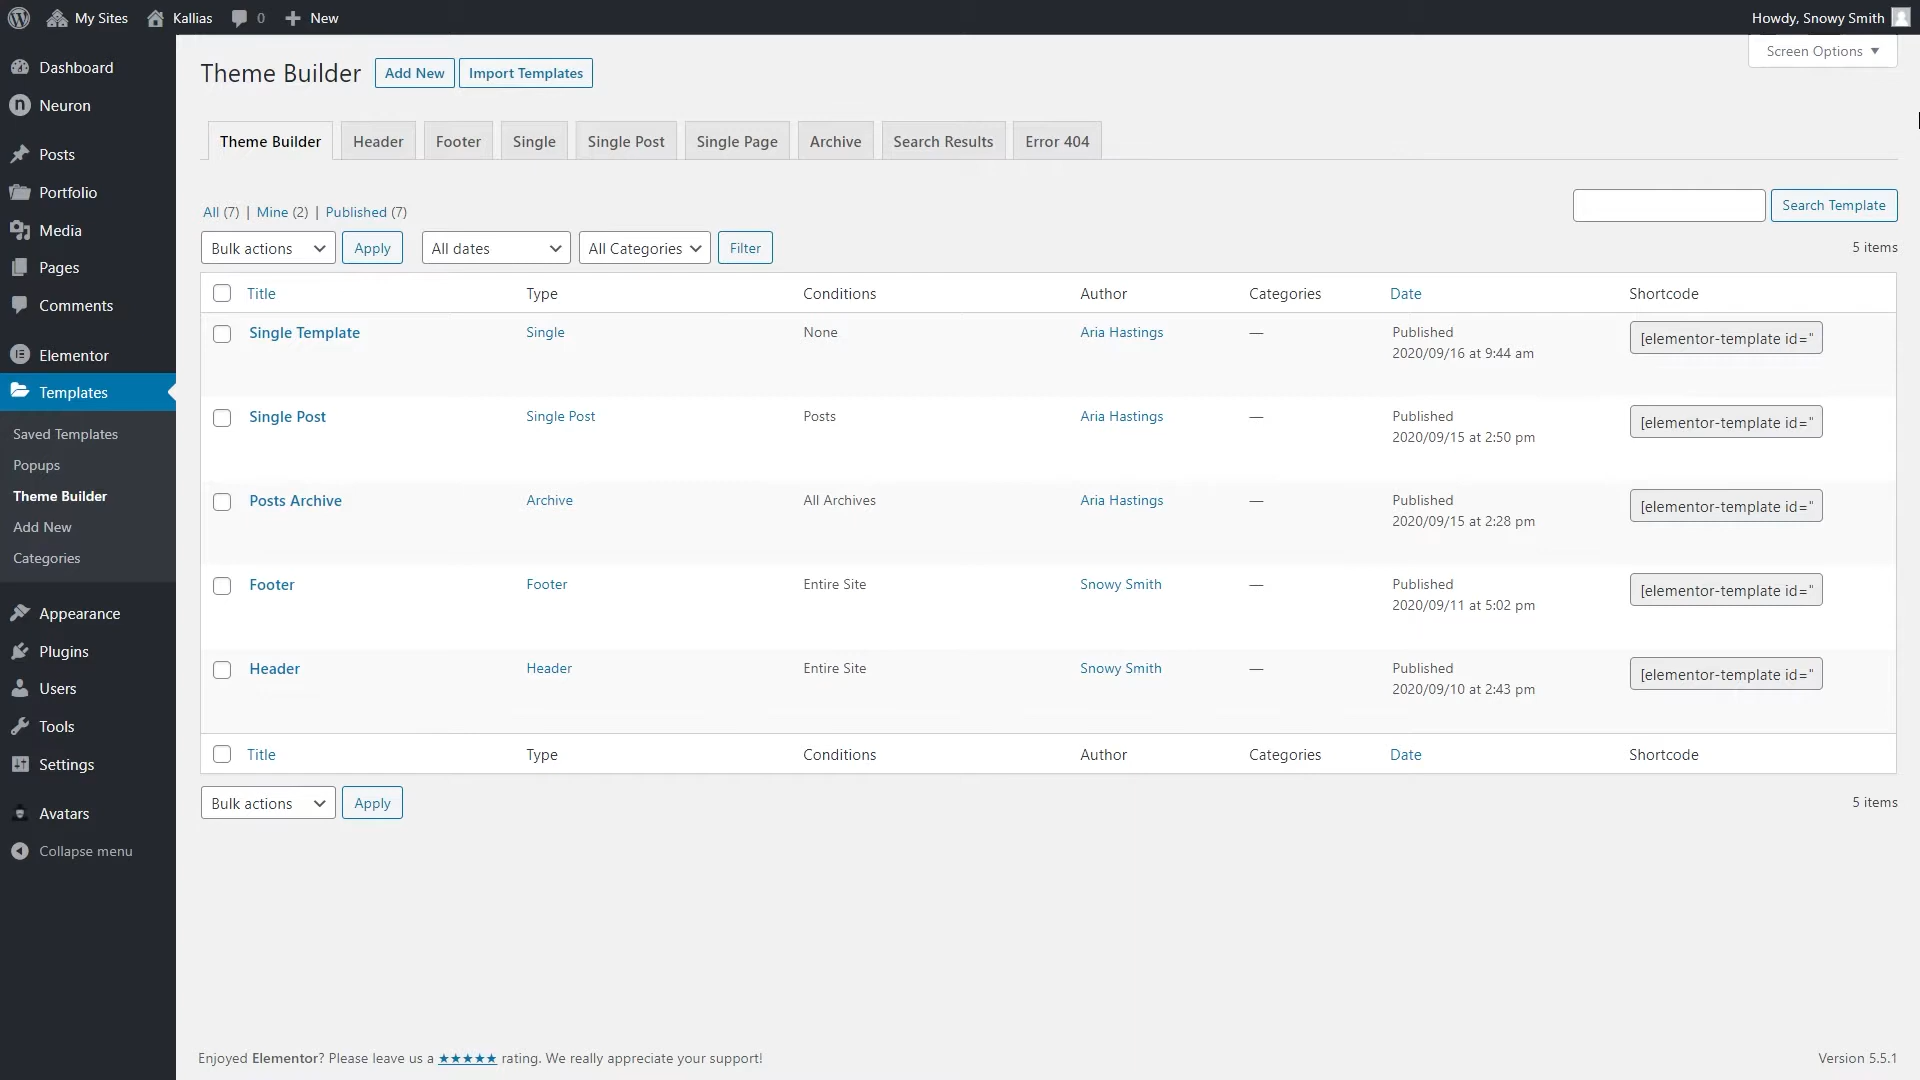 My Sites Kallias 0 New Howdy, Snowy Smith
Screen Options
Dashboard
Neuron
Posts
Portfolio
Media
Pages
Comments
Elementor
Templates
Saved Templates
Popups
Theme Builder
Add New
Categories
Appearance
Plugins
Users
Tools
Settings
Avatars
Collapse menu
Theme Builder Add New Import Templates
Theme Builder Header Footer Single Single Post Single Page Archive Search Results Error 404
All (7) | Mine (2) | Published (7)
Search Template
Bulk actions Apply All dates All Categories Filter 5 items
Title Type Conditions Author Categories Date Shortcode
Single Template Single None Aria Hastings — Published [elementor-template id="
2020/09/16 at 9:44 am
Single Post Single Post Posts Aria Hastings — Published [elementor-template id="
2020/09/15 at 2:50 pm
Posts Archive Archive All Archives Aria Hastings — Published [elementor-template id="
2020/09/15 at 2:28 pm
Footer Footer Entire Site Snowy Smith — Published [elementor-template id="
2020/09/11 at 5:02 pm
Header Header Entire Site Snowy Smith — Published [elementor-template id="
2020/09/10 at 2:43 pm
Title Type Conditions Author Categories Date Shortcode
Bulk actions Apply 5 items
Enjoyed Elementor? Please leave us a ★★★★★ rating. We really appreciate your support! Version 5.5.1